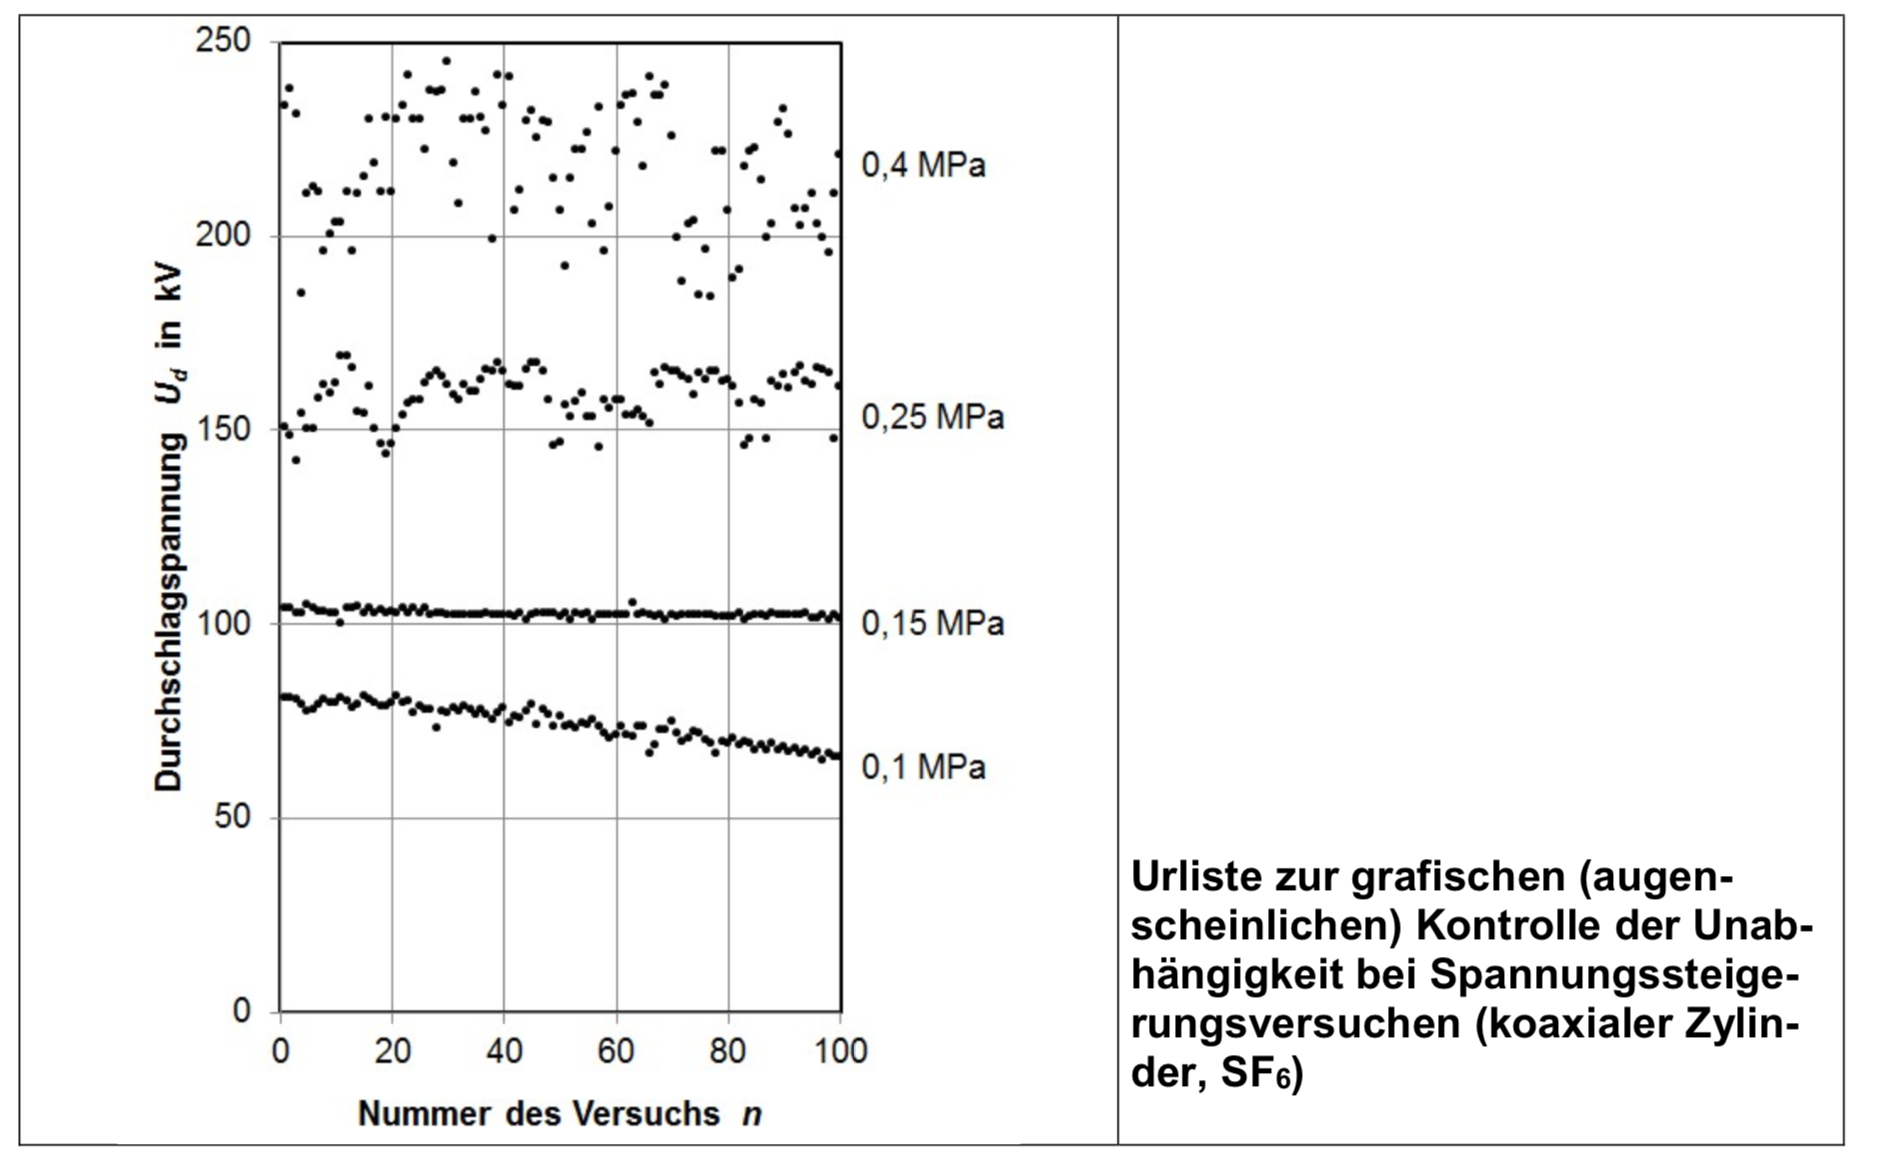 250
200
150
100
50
0
0 20 40 60 80 100
Durchschlagspannung U_d in kV
Nummer des Versuchs n
0,4 MPa
0,25 MPa
0,15 MPa
0,1 MPa
Urliste zur grafischen (augen-
scheinlichen) Kontrolle der Unab-
hängigkeit bei Spannungssteige-
rungsversuchen (koaxialer Zylin-
der, SF₆)